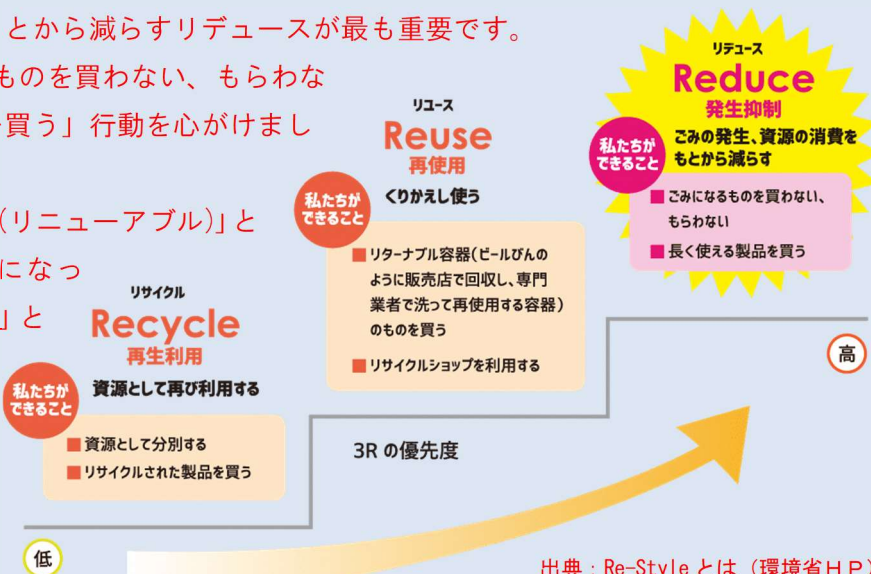 とから減らすリデュースが最も重要です。
ものを買わない、もらわな
買う」行動を心がけまし
(リニューアブル)」と
になっ
」と
リデュース
Reduce
発生抑制
私たちが
できること
ごみの発生、資源の消費を
もとから減らす
■ごみになるものを買わない、
もらわない
■長く使える製品を買う
リユース
Reuse
再使用
私たちが
できること
くりかえし使う
■リターナブル容器(ビールびんの
ように販売店で回収し、専門
業者で洗って再使用する容器)
のものを買う
■リサイクルショップを利用する
リサイクル
Recycle
再生利用
私たちが
できること
資源として再び利用する
■資源として分別する
■リサイクルされた製品を買う
高
3Rの優先度
低
出典:Re-Styleとは(環境省HP)